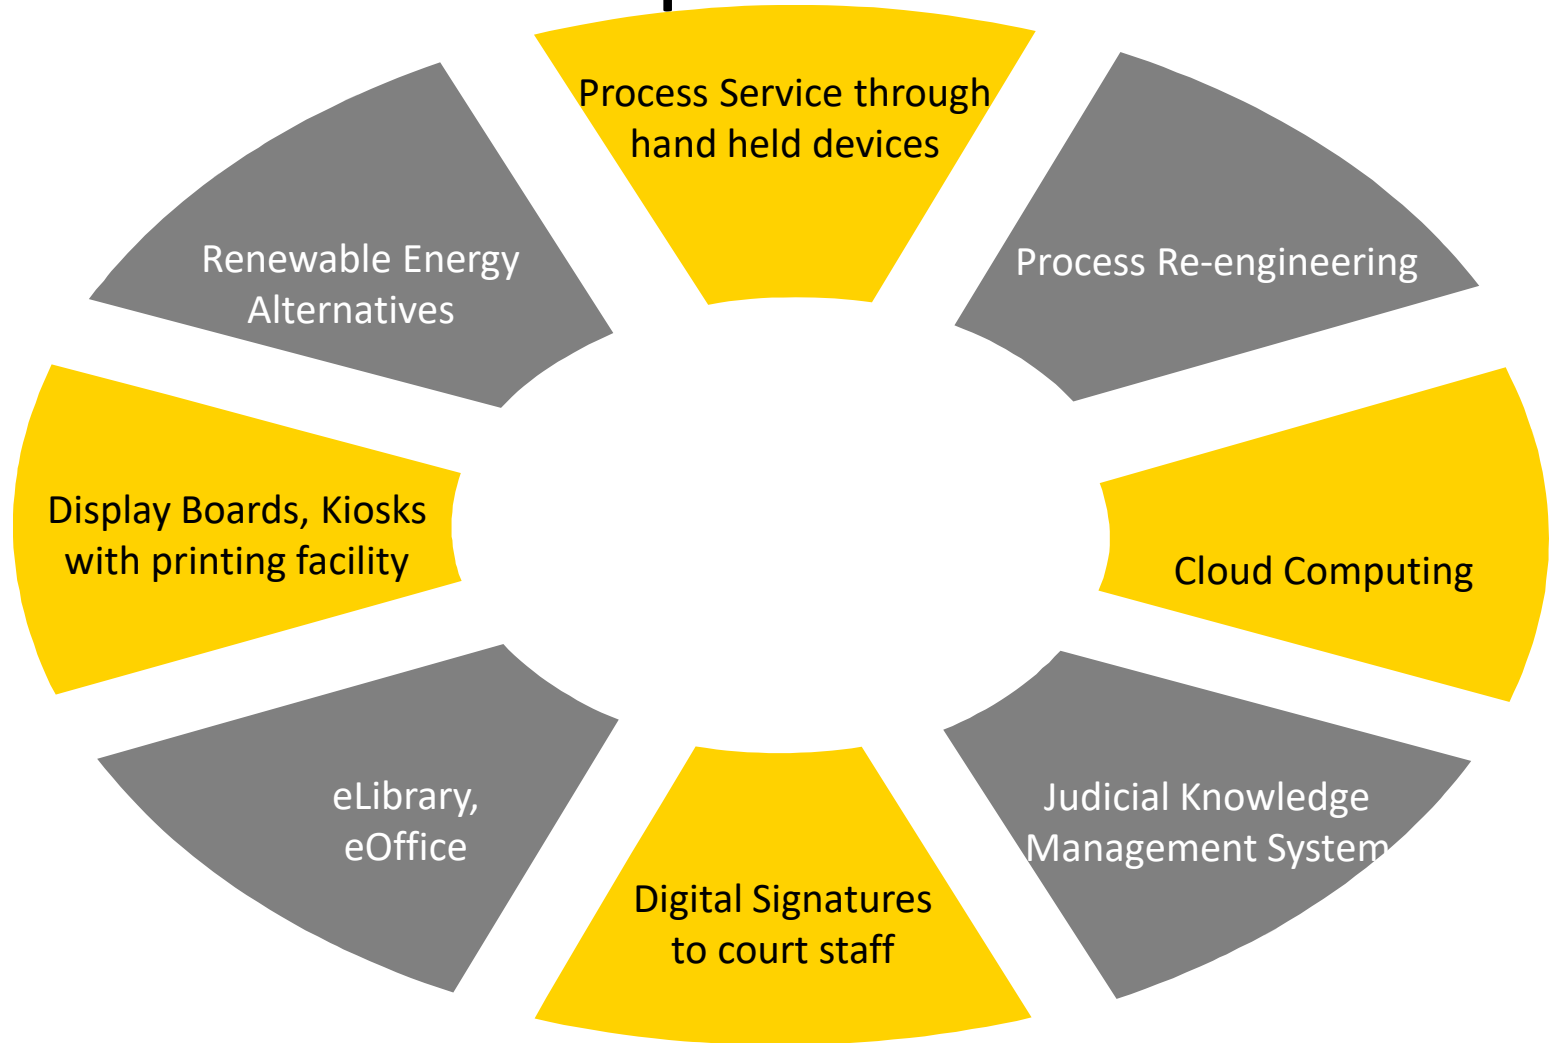 Process Service through
hand held devices
Process Re-engineering
Renewable Energy
Alternatives
Display Boards, Kiosks
with printing facility
Cloud Computing
eLibrary,
eOffice
Judicial Knowledge
Management System
Digital Signatures
to court staff